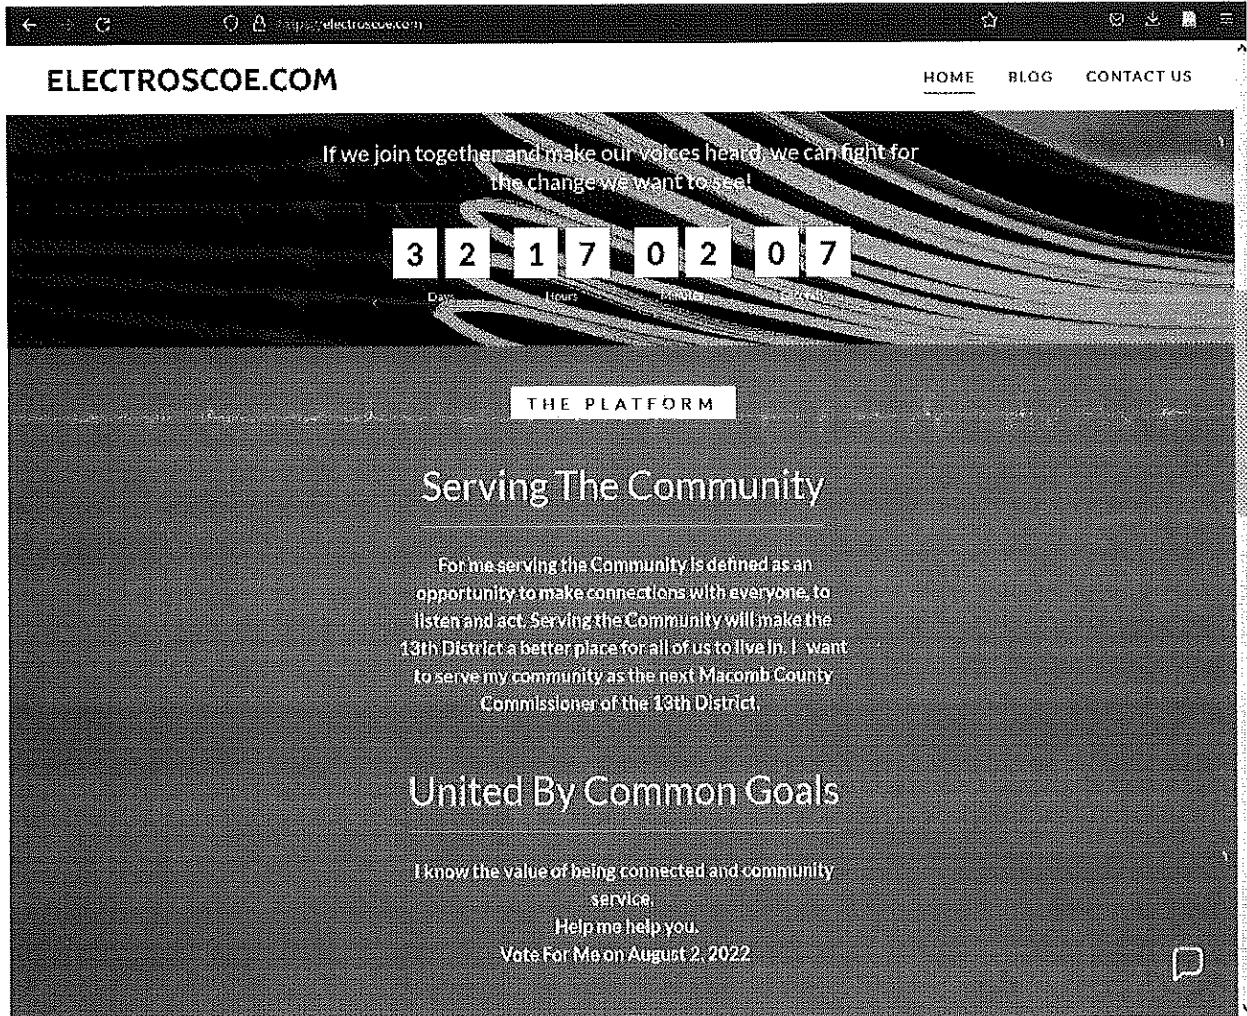 electroscoe.com
ELECTROSCOE.COM
HOME BLOG CONTACT US
If we join together and make our voices heard, we can fight for
the change we want to see!
3 2 1 7 0 2 0 7
Days Hours Minutes
THE PLATFORM
Serving The Community
For me serving the Community is defined as an
opportunity to make connections with everyone, to
listen and act. Serving the Community will make the
13th District a better place for all of us to live in. I want
to serve my community as the next Macomb County
Commissioner of the 13th District.
United By Common Goals
I know the value of being connected and community
service.
Help me help you.
Vote For Me on August 2, 2022